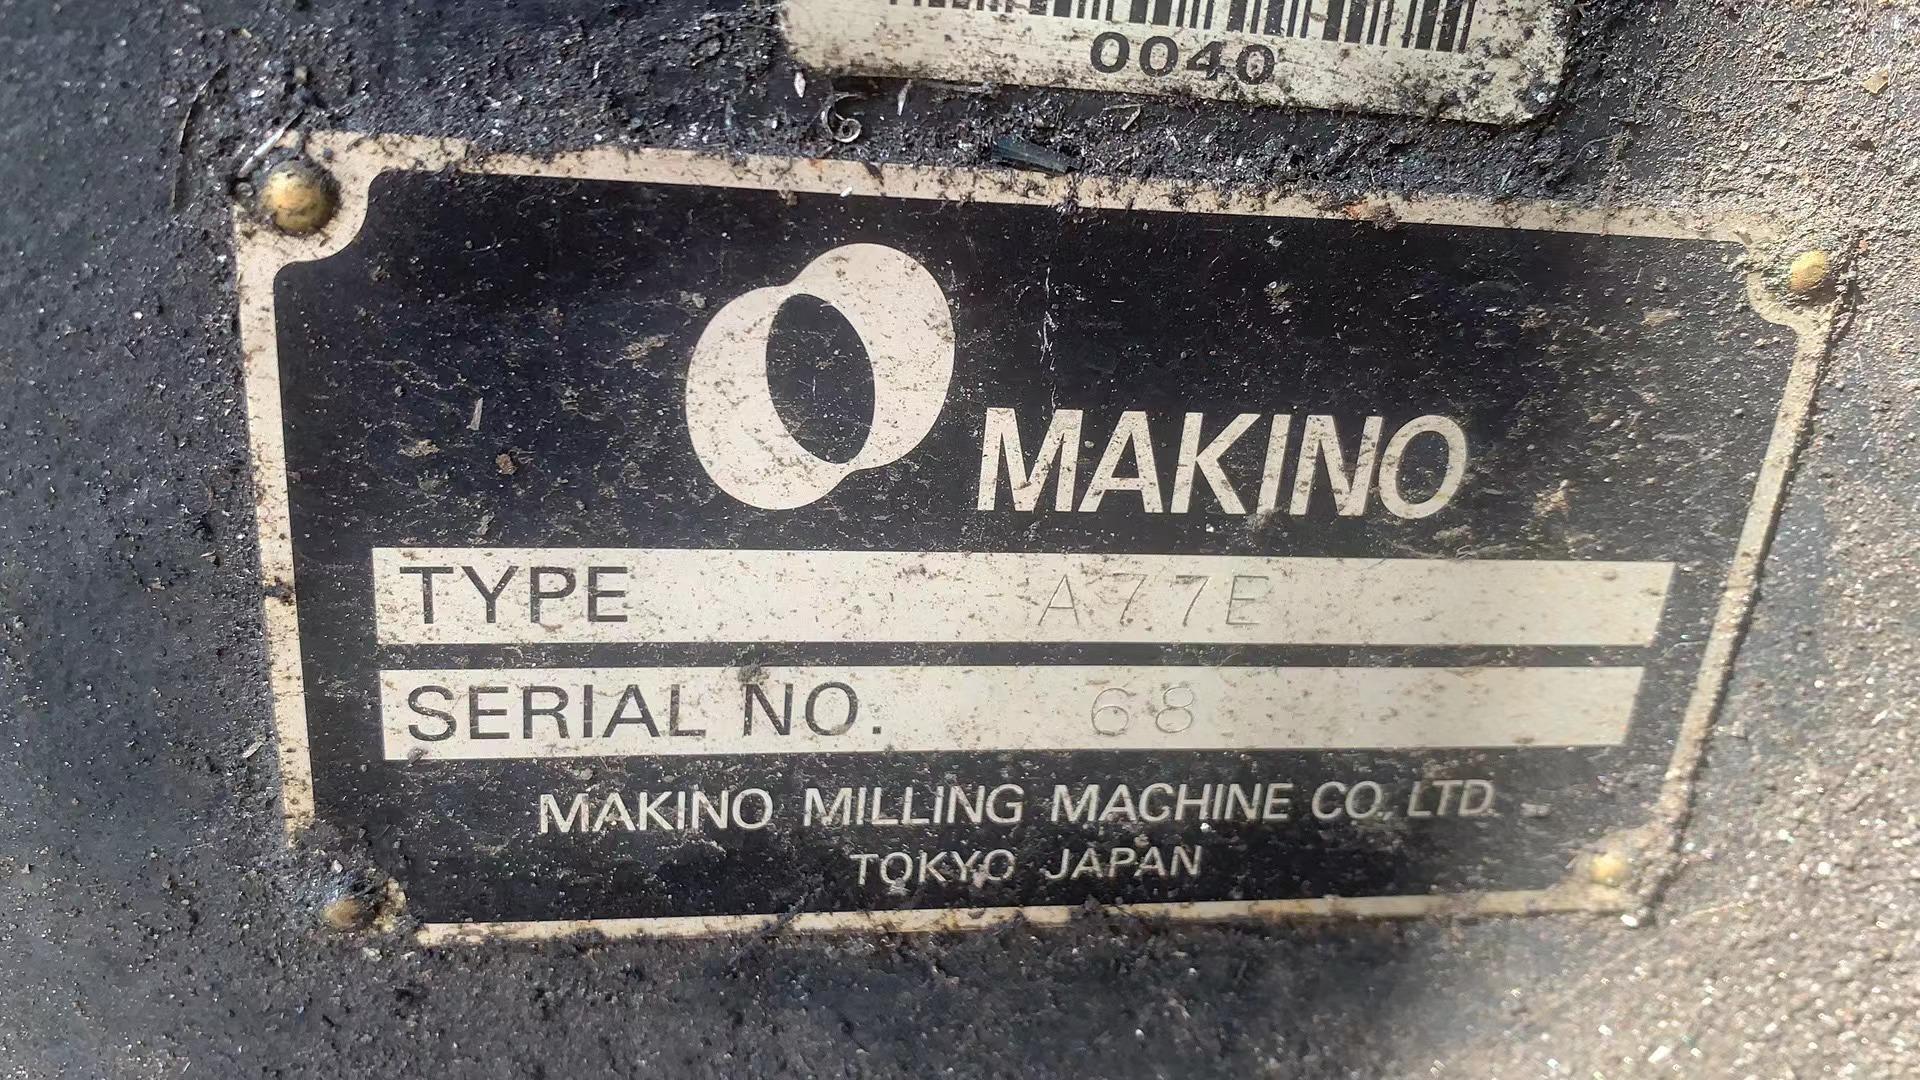 0040
MAKINO
TYPE A77E
SERIAL NO. 68
MAKINO MILLING MACHINE CO., LTD.
TOKYO JAPAN